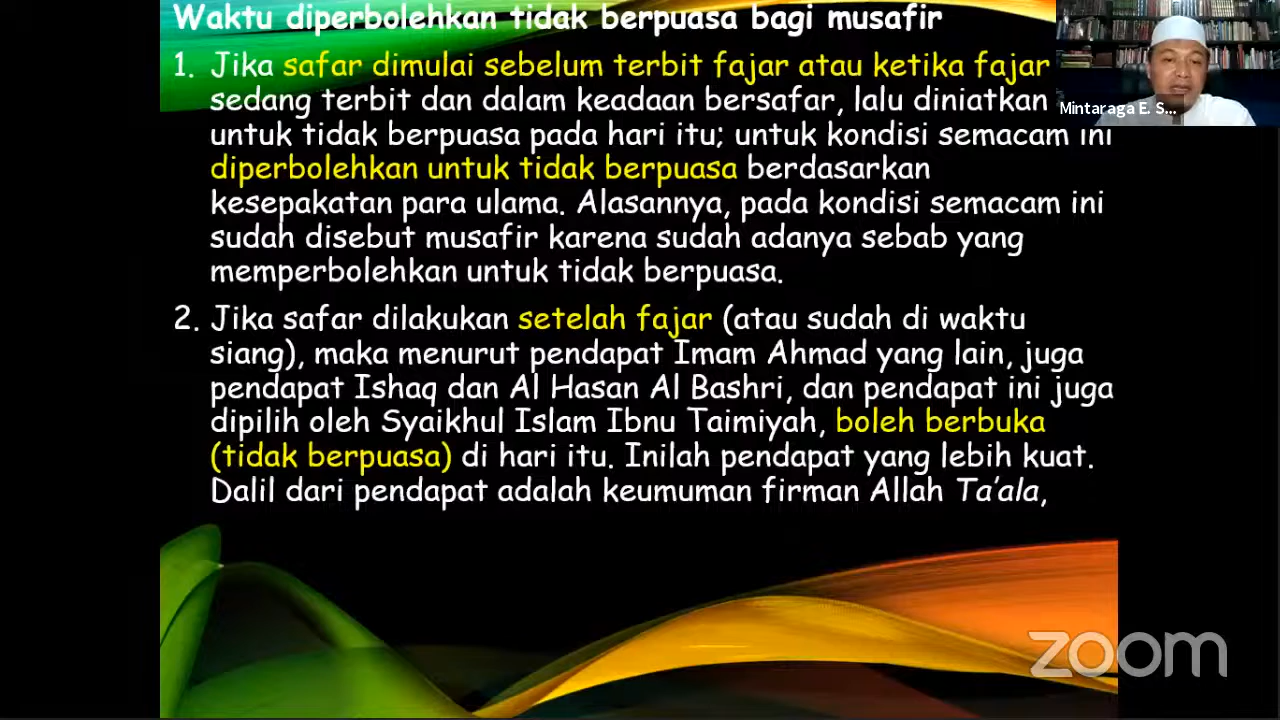 Waktu diperbolehkan tidak berpuasa bagi musafir
1. Jika safar dimulai sebelum terbit fajar atau ketika fajar
sedang terbit dan dalam keadaan bersafar, lalu diniatkan
untuk tidak berpuasa pada hari itu; untuk kondisi semacam ini
diperbolehkan untuk tidak berpuasa berdasarkan
kesepakatan para ulama. Alasannya, pada kondisi semacam ini
sudah disebut musafir karena sudah adanya sebab yang
memperbolehkan untuk tidak berpuasa.
2. Jika safar dilakukan setelah fajar (atau sudah di waktu
siang), maka menurut pendapat Imam Ahmad yang lain, juga
pendapat Ishaq dan Al Hasan Al Bashri, dan pendapat ini juga
dipilih oleh Syaikhul Islam Ibnu Taimiyah, boleh berbuka
(tidak berpuasa) di hari itu. Inilah pendapat yang lebih kuat.
Dalil dari pendapat adalah keumuman firman Allah Ta'ala,
Mintaraga E. S...
zoom